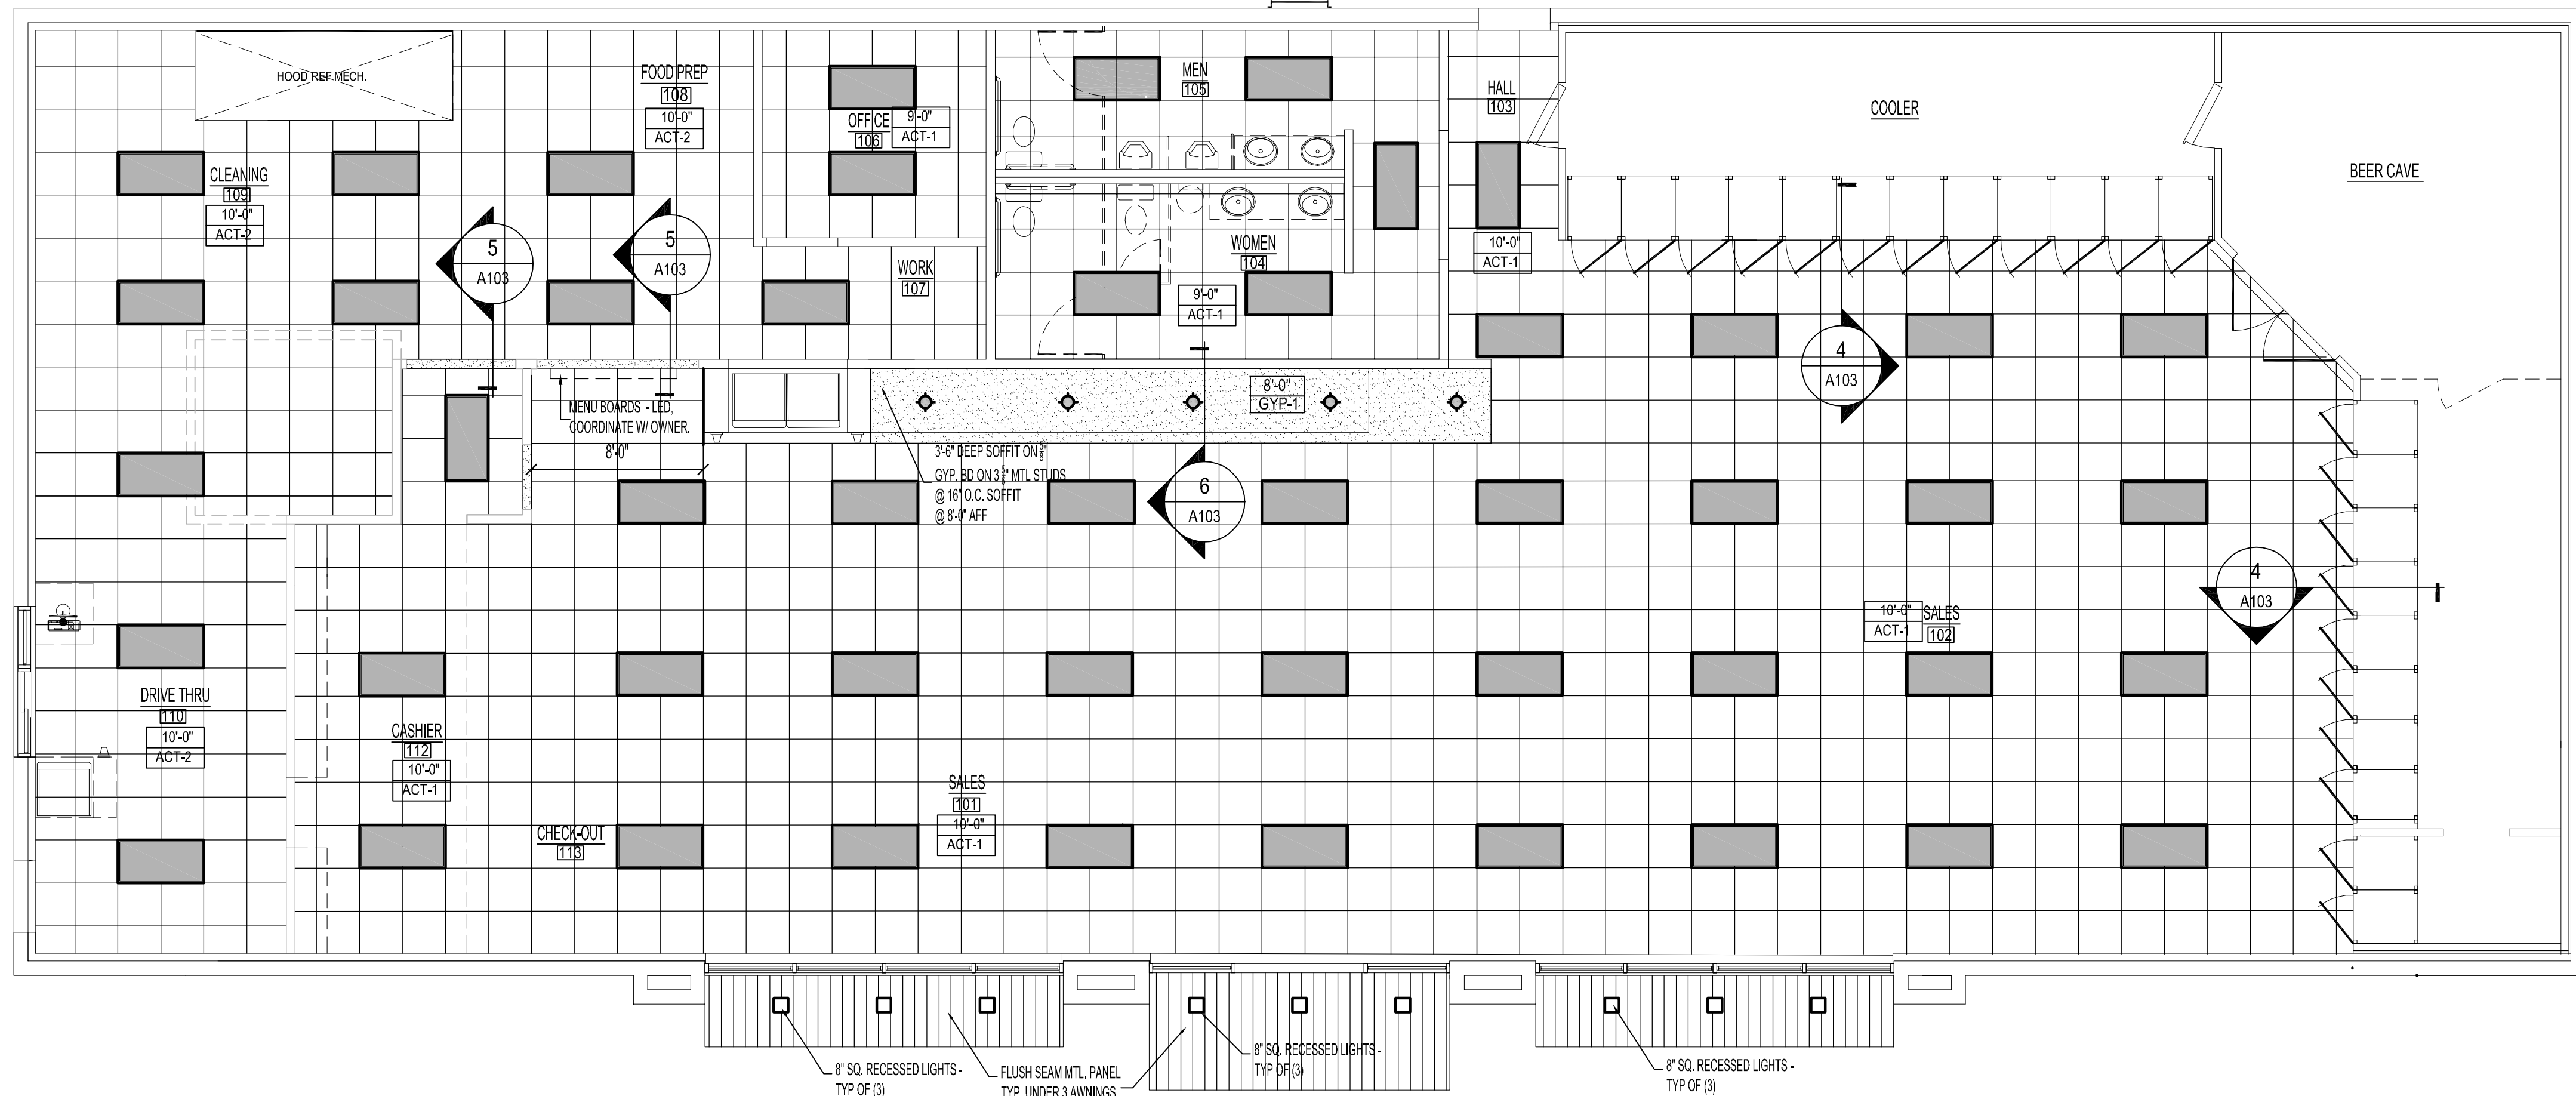 HOOD REF MECH.
FOOD PREP
108
10'-0"
ACT-2
OFFICE
106
9'-0"
ACT-1
MEN
105
HALL
103
COOLER
BEER CAVE
CLEANING
109
10'-0"
ACT-2
5
A103
5
A103
WORK
107
WOMEN
104
9'-0"
ACT-1
10'-0"
ACT-1
4
A103
MENU BOARDS - LED,
COORDINATE W/ OWNER.
8'-0"
8'-0"
GYP-1
3'-6" DEEP SOFFIT ON
GYP. BD ON 3 MTL STUDS
@ 16" O.C. SOFFIT
@ 8'-0" AFF
6
A103
4
A103
10'-0"
ACT-1
SALES
102
DRIVE THRU
110
10'-0"
ACT-2
CASHIER
112
10'-0"
ACT-1
SALES
101
10'-0"
ACT-1
CHECK-OUT
113
8" SQ. RECESSED LIGHTS -
TYP OF (3)
FLUSH SEAM MTL. PANEL
TYP. UNDER 3 AWNINGS
8" SQ. RECESSED LIGHTS -
TYP OF (3)
8" SQ. RECESSED LIGHTS -
TYP OF (3)